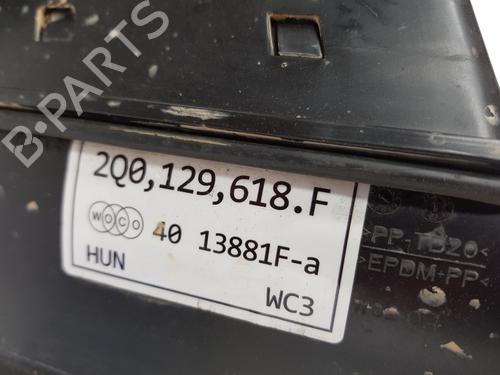 B-PARTS
2Q0,129,618.F
WOCO 40 13881F-a
HUN
WC3
>PP-TD20<
>EPDM+PP<